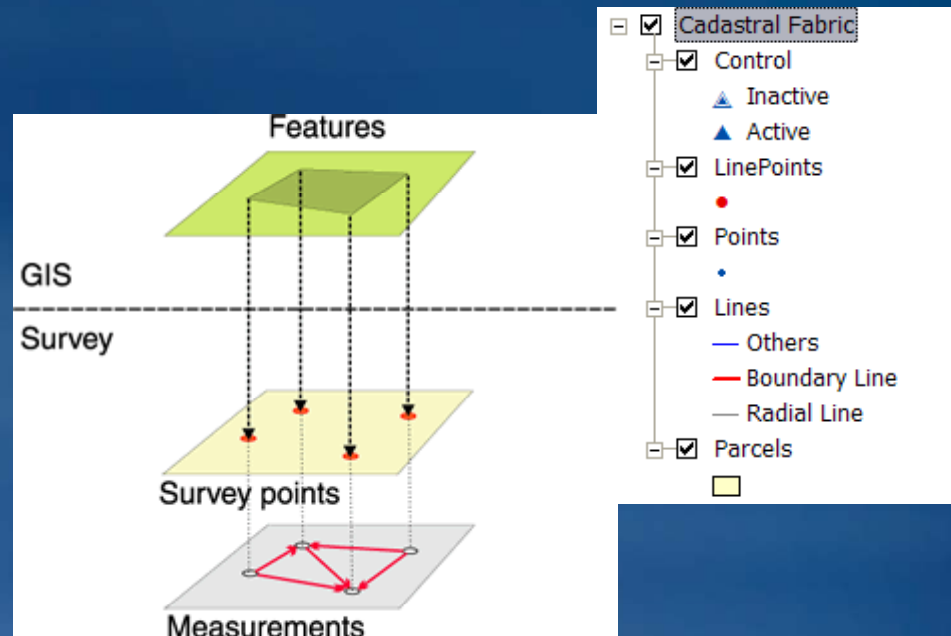 Features
GIS
Survey
Survey points
Measurements
Cadastral Fabric
Control
Inactive
Active
LinePoints
Points
Lines
Others
Boundary Line
Radial Line
Parcels